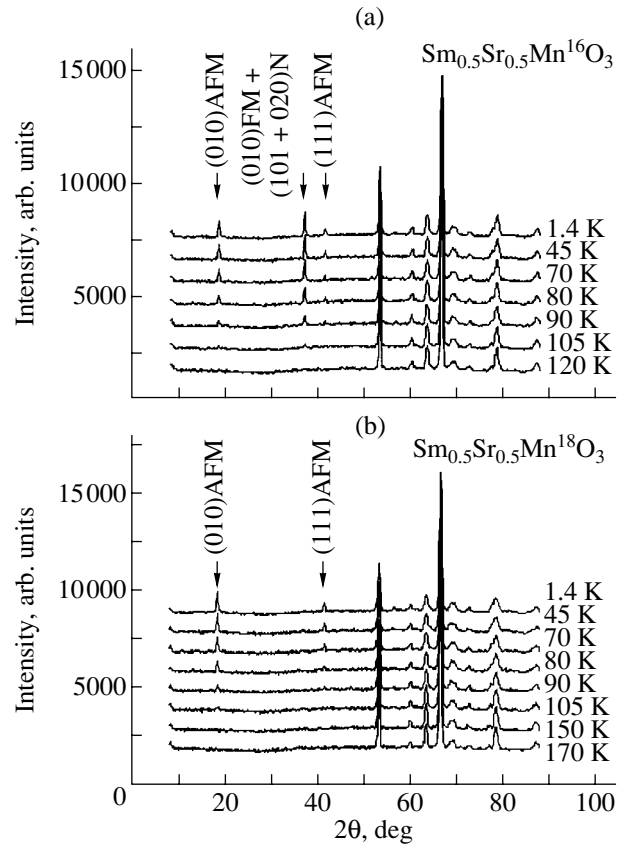 (a)
Sm0.5Sr0.5Mn16O3
(010)AFM
(010)FM +
(101 + 020)N
(111)AFM
15000
10000
5000
Intensity, arb. units
1.4 K
45 K
70 K
80 K
90 K
105 K
120 K
(b)
Sm0.5Sr0.5Mn18O3
(010)AFM
(111)AFM
15000
10000
5000
0
Intensity, arb. units
1.4 K
45 K
70 K
80 K
90 K
105 K
150 K
170 K
20 40 60 80 100
2θ, deg